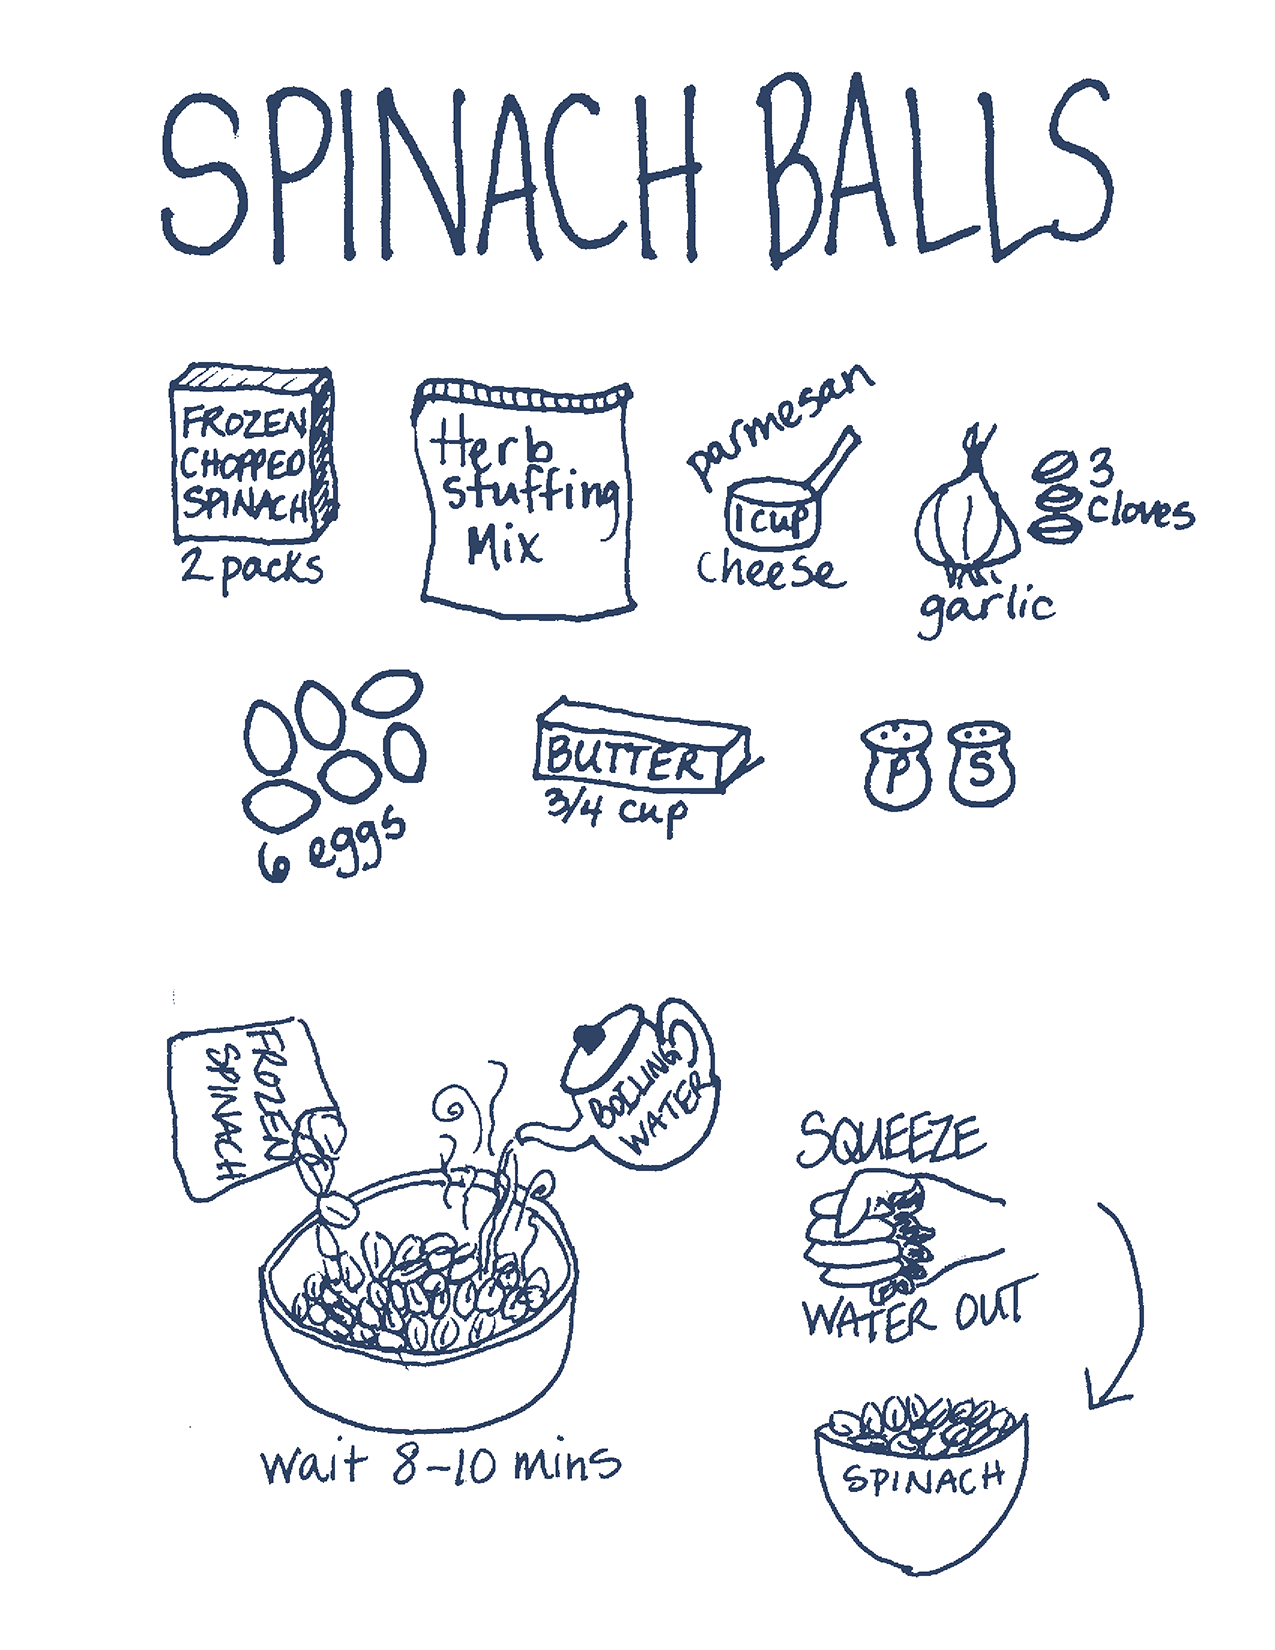 SPINACH BALLS
FROZEN
CHOPPED
SPINACH
2 packs
Herb
stuffing
Mix
parmesan
1 cup
cheese
3
cloves
garlic
6 eggs
BUTTER
3/4 cup
P
S
FROZEN
SPINACH
BOILING
WATER
wait 8-10 mins
SQUEEZE
WATER OUT
SPINACH